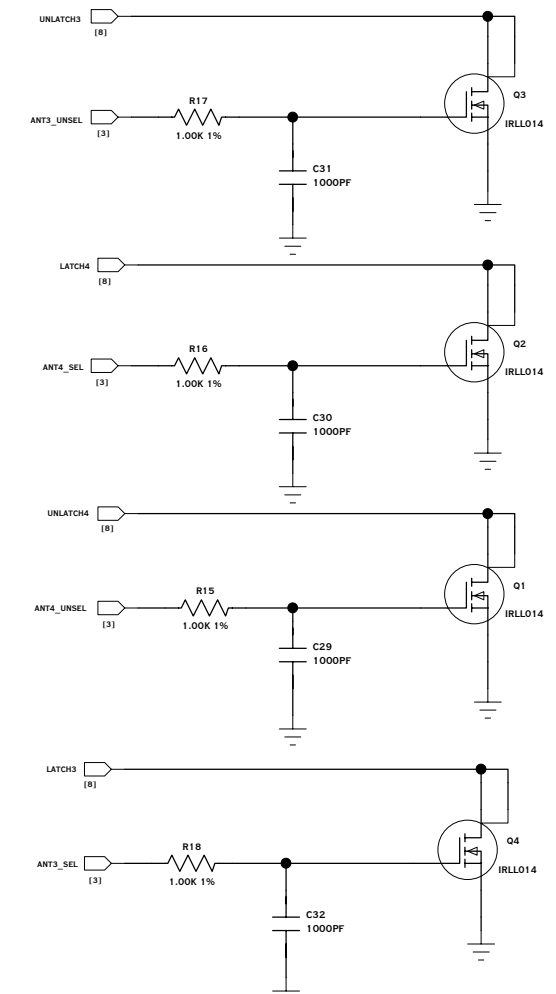 UNLATCH3
[8]
Q3
R17
ANT3_UNSEL
IRLL014
[3]
1.00K 1%
C31
1000PF
LATCH4
[8]
Q2
R16
ANT4_SEL
IRLL014
[3]
1.00K 1%
C30
1000PF
UNLATCH4
[8]
Q1
R15
ANT4_UNSEL
IRLL014
[3]
1.00K 1%
C29
1000PF
LATCH3
[8]
Q4
R18
ANT3_SEL
IRLL014
[3]
1.00K 1%
C32
1000PF